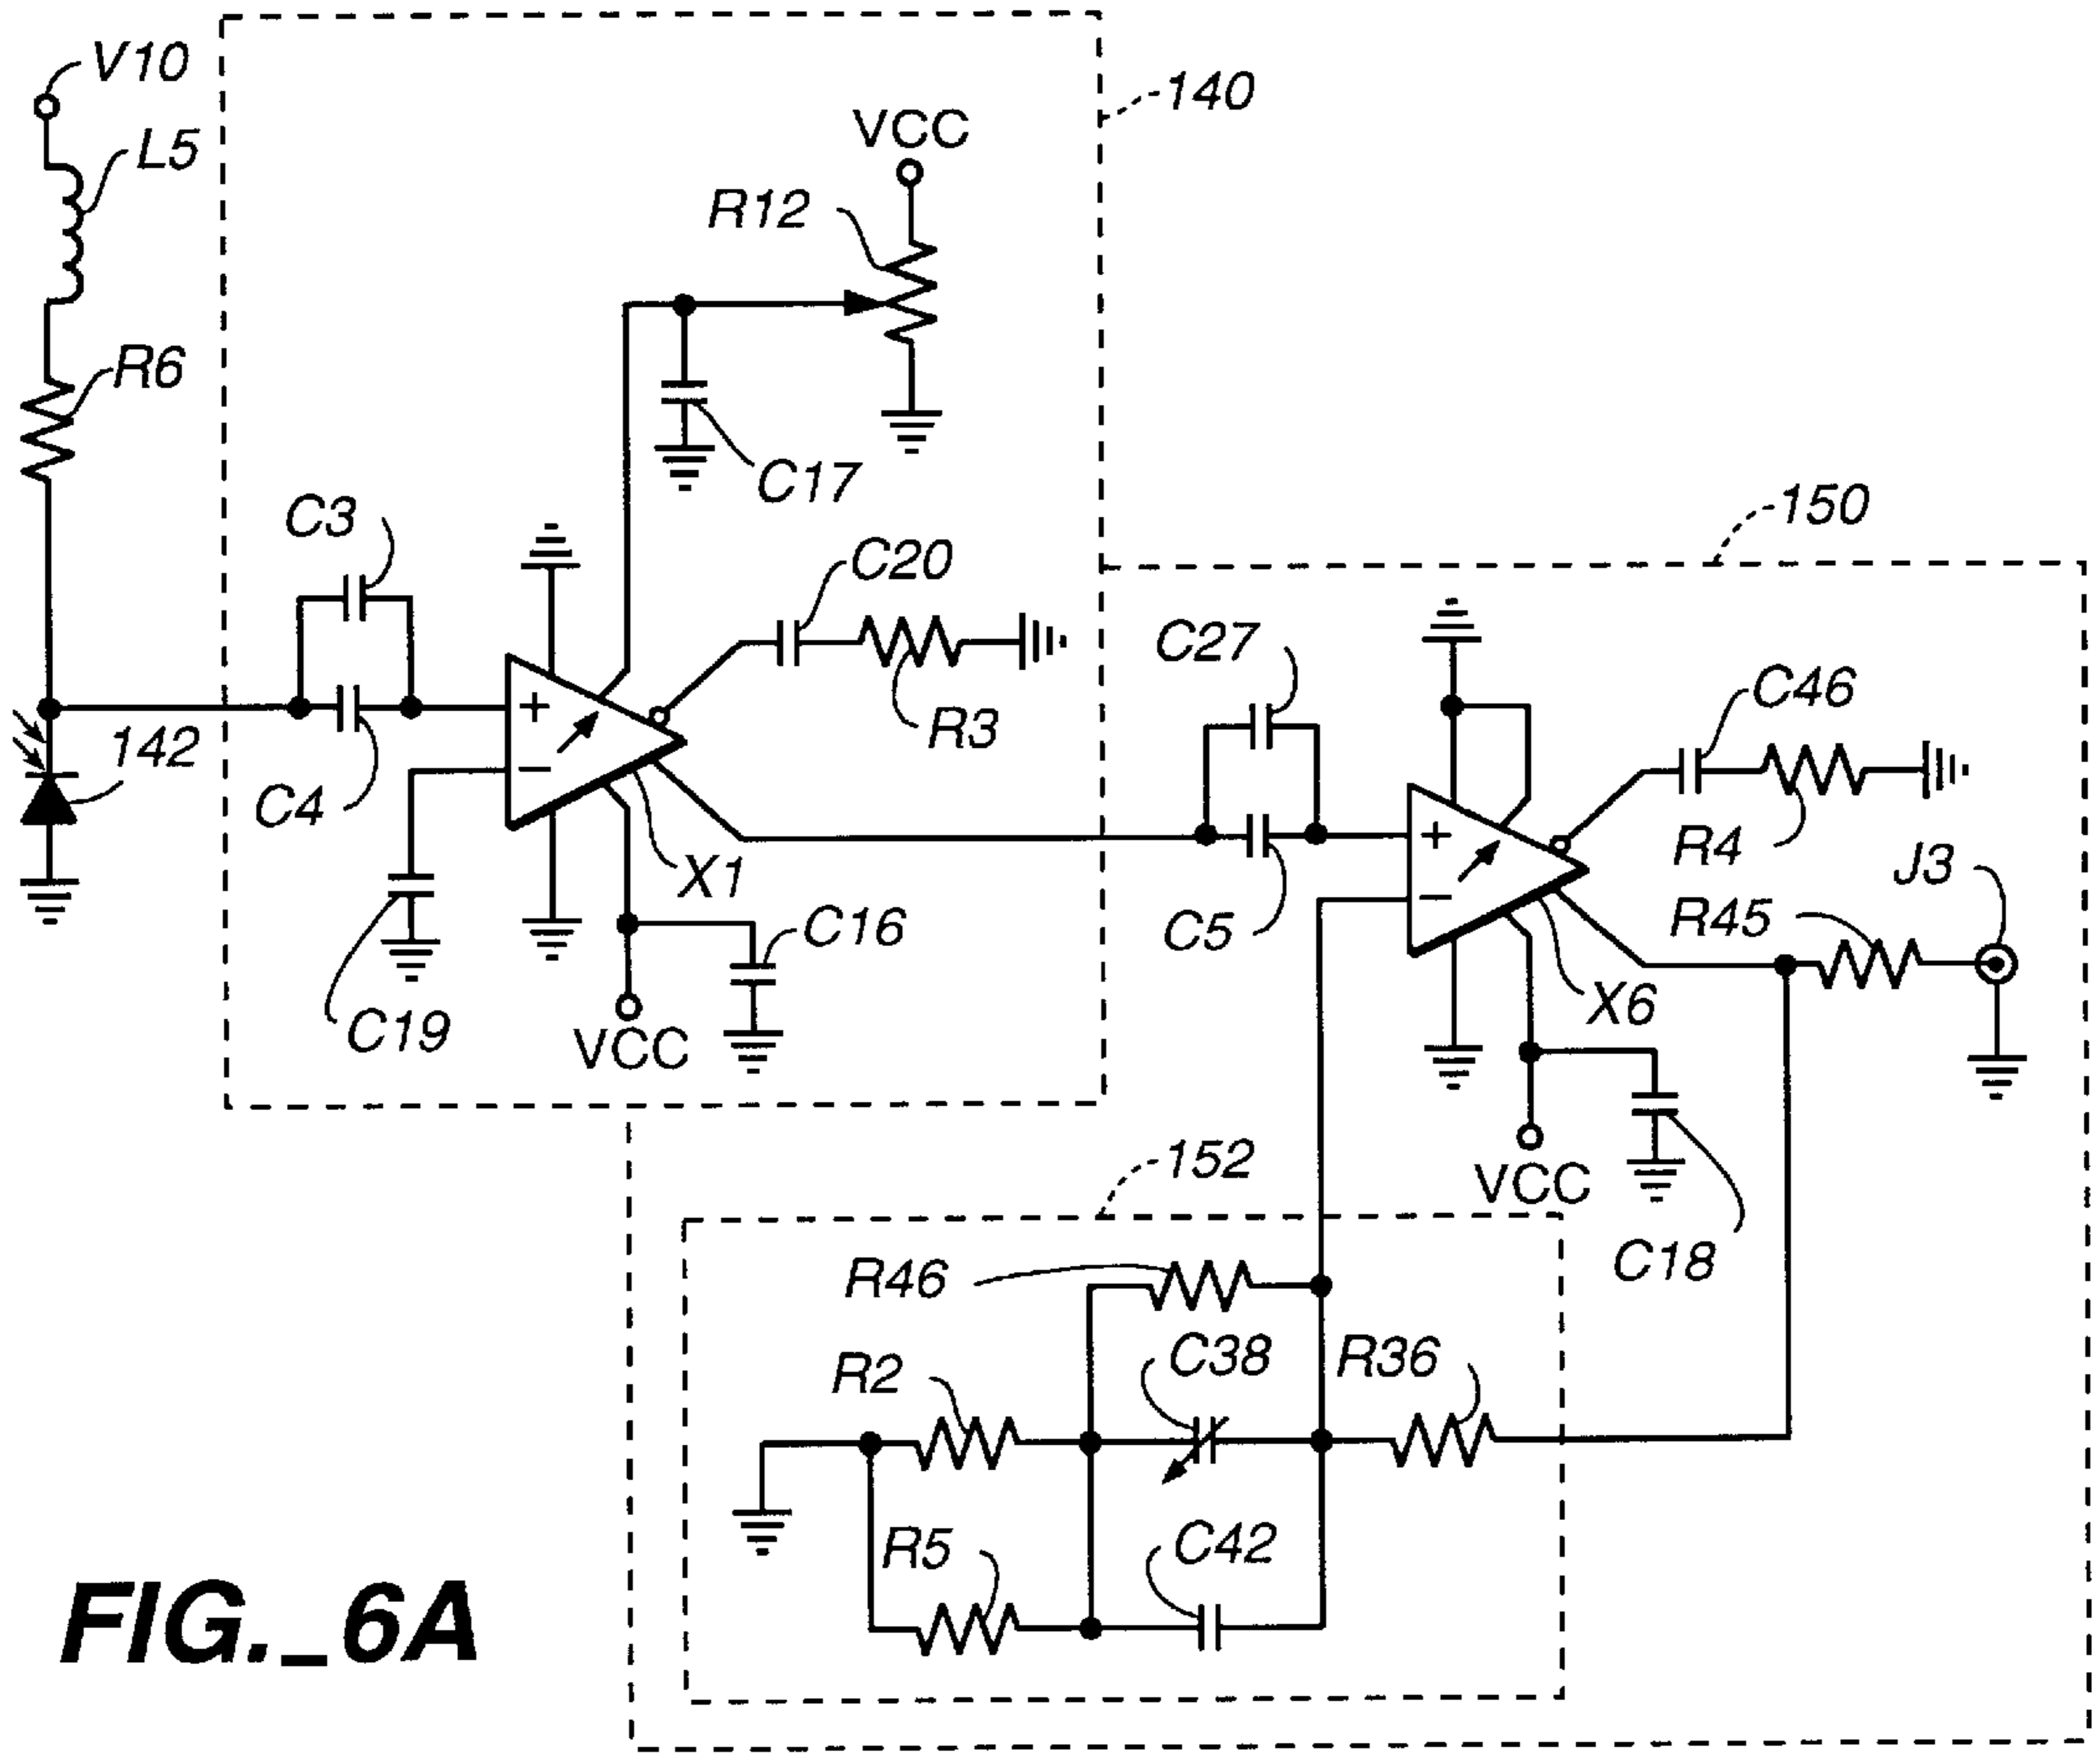 V10
140
L5
VCC
R12
R6
C17
C3
150
C20
C27
C46
R3
142
C4
+
−
X1
+
−
R4
J3
C5
R45
C16
C19
VCC
X6
152
VCC
C18
R46
C38
R36
R2
C42
R5
FIG._6A